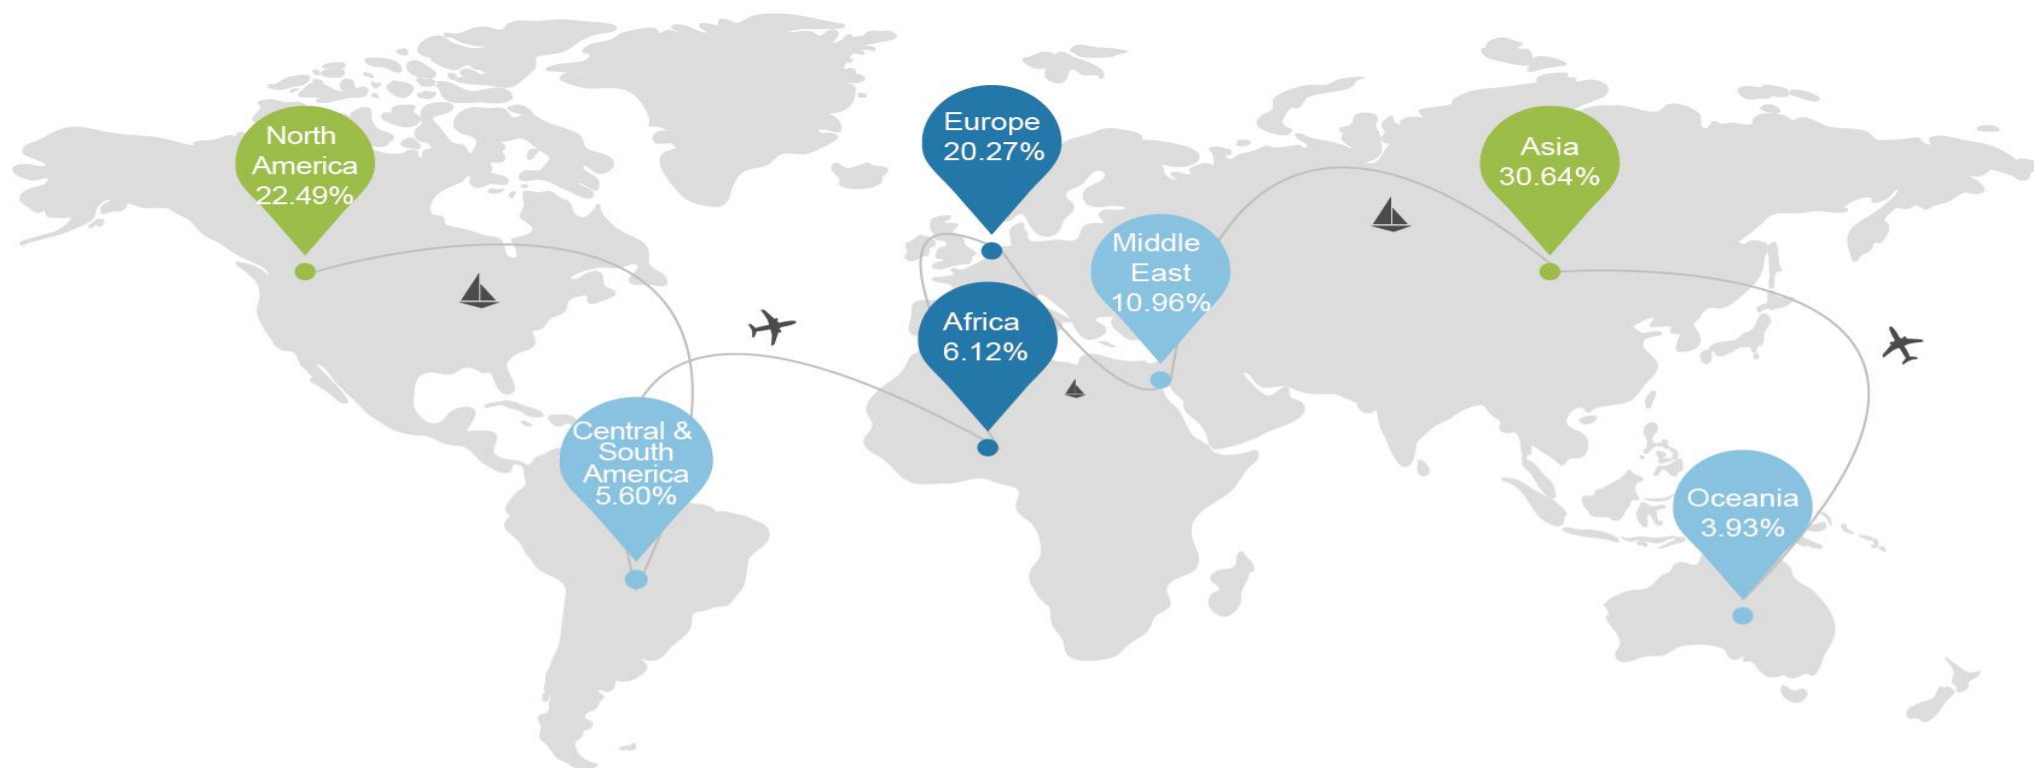 North
America
22.49%
Europe
20.27%
Asia
30.64%
Middle
East
10.96%
Africa
6.12%
Central &
South
America
5.60%
Oceania
3.93%